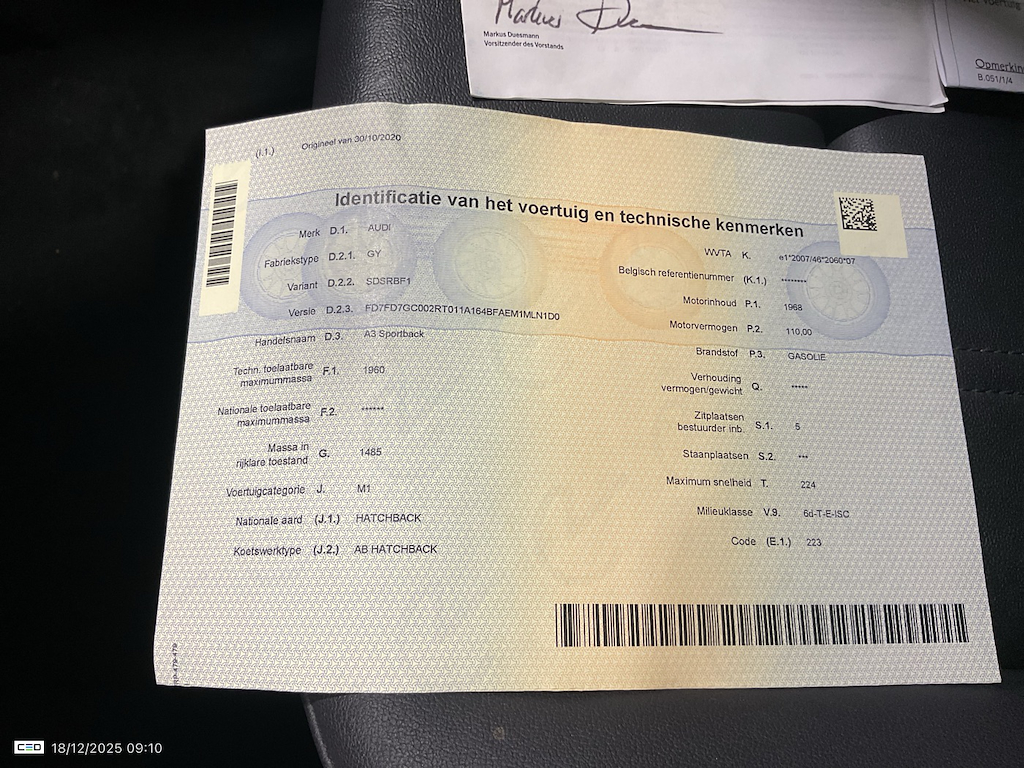 Markus Duesmann
Vorsitzender des Vorstands
Opmerking
B.051/1/4
(I.1.) Origineel van 30/10/2020
Identificatie van het voertuig en technische kenmerken
Merk D.1. AUDI
Fabriekstype D.2.1. GY
Variant D.2.2. SDSRBF1
Versie D.2.3. FD7FD7GC002RT011A164BFAEM1MLN1D0
Handelsnaam D.3. A3 Sportback
Techn. toelaatbare
maximummassa F.1. 1960
Nationale toelaatbare
maximummassa F.2. ******
Massa in
rijklare toestand G. 1485
Voertuigcategorie J. M1
Nationale aard (J.1.) HATCHBACK
Koetswerktype (J.2.) AB HATCHBACK
WVTA K. e1*2007/46*2060*07
Belgisch referentienummer (K.1.) ********
Motorinhoud P.1. 1968
Motorvermogen P.2. 110,00
Brandstof P.3. GASOLIE
Verhouding
vermogen/gewicht Q. *****
Zitplaatsen
bestuurder inb. S.1. 5
Staanplaatsen S.2. ***
Maximum snelheid T. 224
Milieuklasse V.9. 6d-T-E-ISC
Code (E.1.) 223
CEO 18/12/2025 09:10